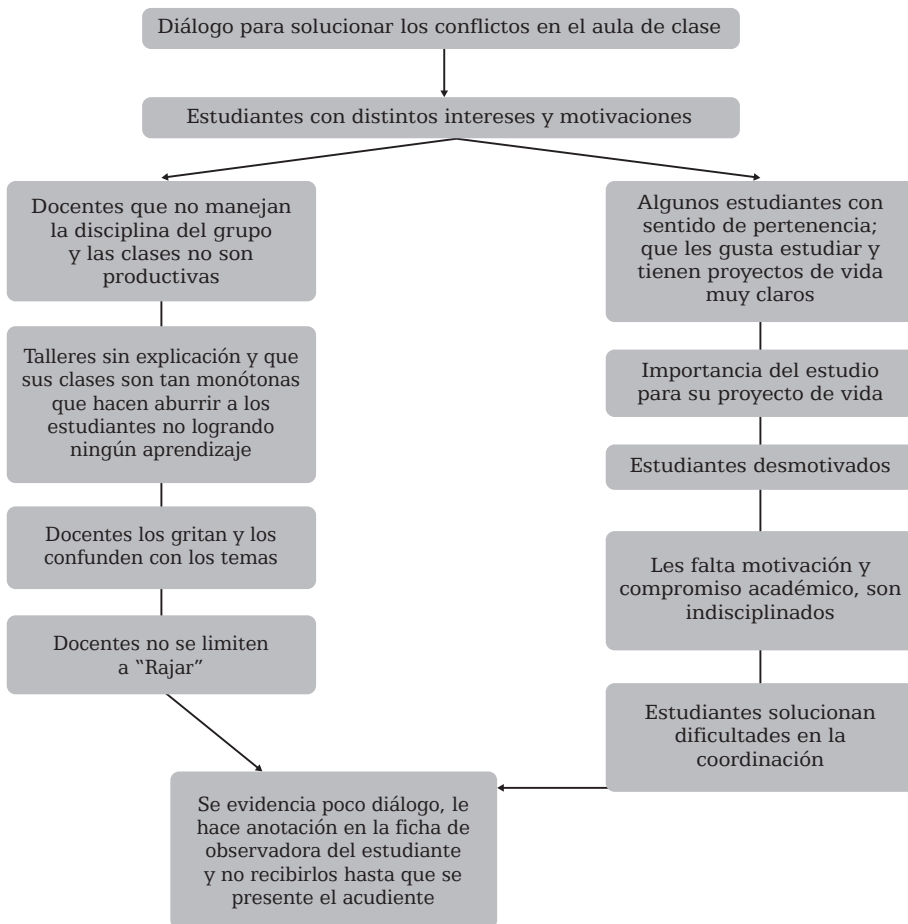 Diálogo para solucionar los conflictos en el aula de clase
Estudiantes con distintos intereses y motivaciones
Docentes que no manejan
la disciplina del grupo
y las clases no son
productivas
Talleres sin explicación y que
sus clases son tan monótonas
que hacen aburrir a los
estudiantes no logrando
ningún aprendizaje
Docentes los gritan y los
confunden con los temas
Docentes no se limiten
a “Rajar”
Algunos estudiantes con
sentido de pertenencia;
que les gusta estudiar y
tienen proyectos de vida
muy claros
Importancia del estudio
para su proyecto de vida
Estudiantes desmotivados
Les falta motivación y
compromiso académico, son
indisciplinados
Estudiantes solucionan
dificultades en la
coordinación
Se evidencia poco diálogo, le
hace anotación en la ficha de
observadora del estudiante
y no recibirlos hasta que se
presente el acudiente